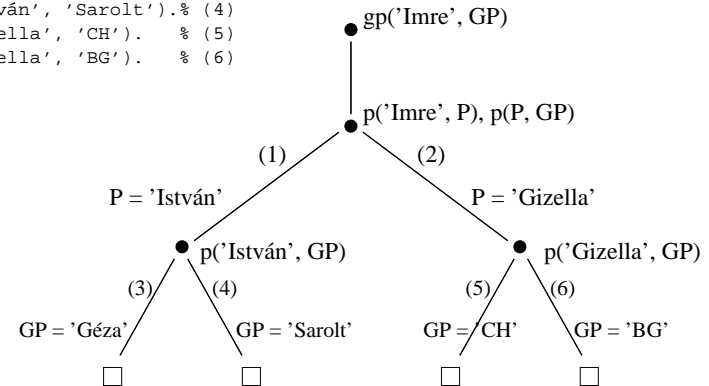 ván', 'Sarolt').% (4)
ella', 'CH'). % (5)
ella', 'BG'). % (6)
gp('Imre', GP)
p('Imre', P), p(P, GP)
(1) (2)
P = 'István' P = 'Gizella'
p('István', GP) p('Gizella', GP)
(3) (4) (5) (6)
GP = 'Géza' GP = 'Sarolt' GP = 'CH' GP = 'BG'